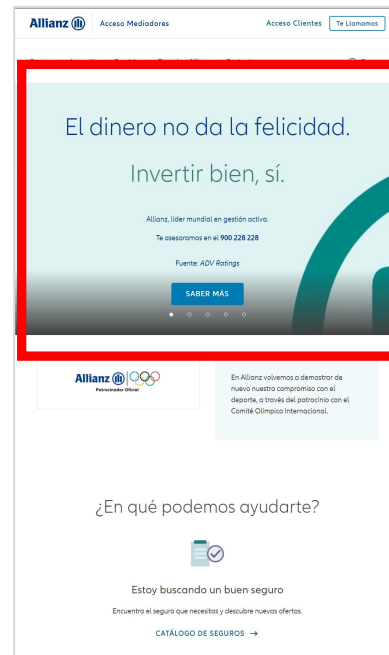 Allianz
Acceso Mediadores
Acceso Clientes
Te Llamamos
El dinero no da la felicidad.
Invertir bien, sí.
Allianz, líder mundial en gestión activa.
Te asesoramos en el 900 228 228
Fuente: ADV Ratings
SABER MÁS
Allianz
Patrocinador Oficial
En Allianz volvemos a demostrar de
nuevo nuestro compromiso con el
deporte, a través del patrocinio con el
Comité Olímpico Internacional.
¿En qué podemos ayudarte?
Estoy buscando un buen seguro
Encuentra el seguro que necesitas y descubre nuevas ofertas.
CATÁLOGO DE SEGUROS →